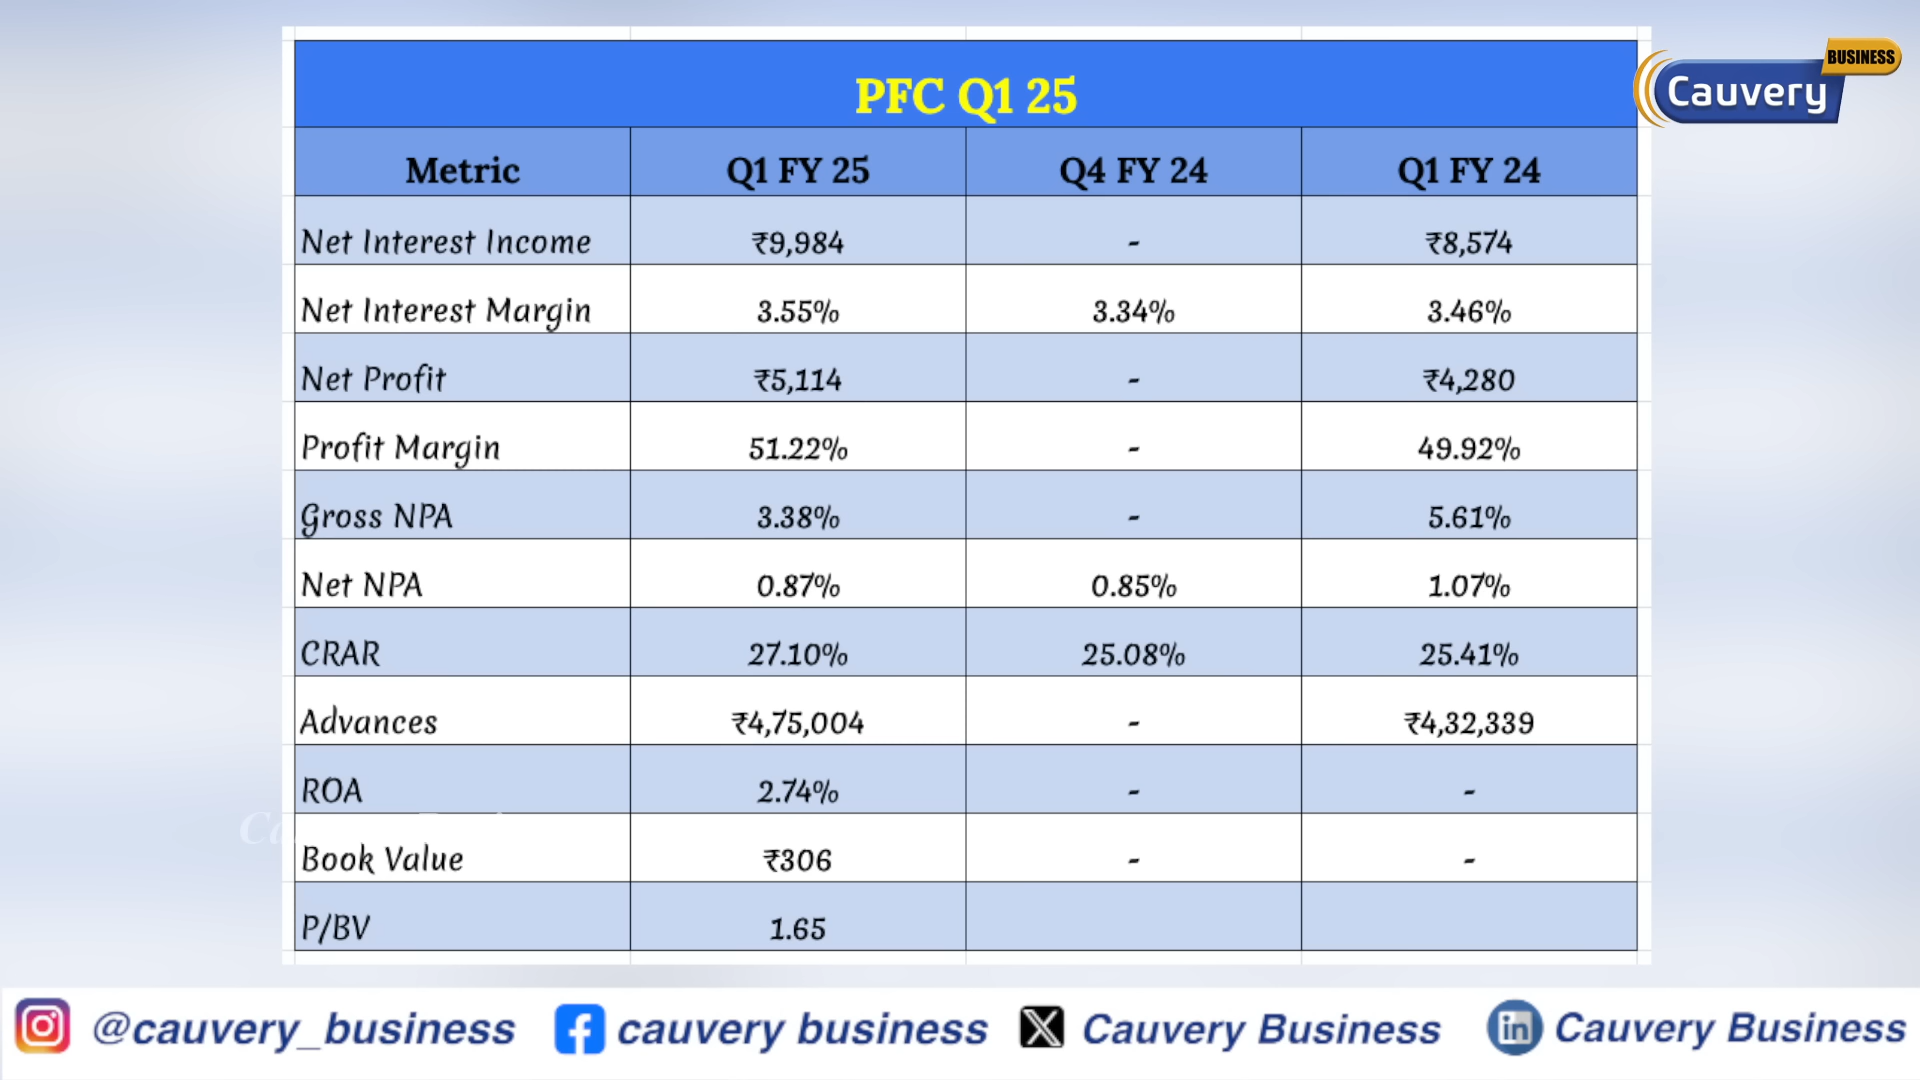 BUSINESS
Cauvery
PFC Q1 25
Metric Q1 FY 25 Q4 FY 24 Q1 FY 24
Net Interest Income ₹9,984 - ₹8,574
Net Interest Margin 3.55% 3.34% 3.46%
Net Profit ₹5,114 - ₹4,280
Profit Margin 51.22% - 49.92%
Gross NPA 3.38% - 5.61%
Net NPA 0.87% 0.85% 1.07%
CRAR 27.10% 25.08% 25.41%
Advances ₹4,75,004 - ₹4,32,339
ROA 2.74% - -
Book Value ₹306 - -
P/BV 1.65
@cauvery_business cauvery business Cauvery Business Cauvery Business